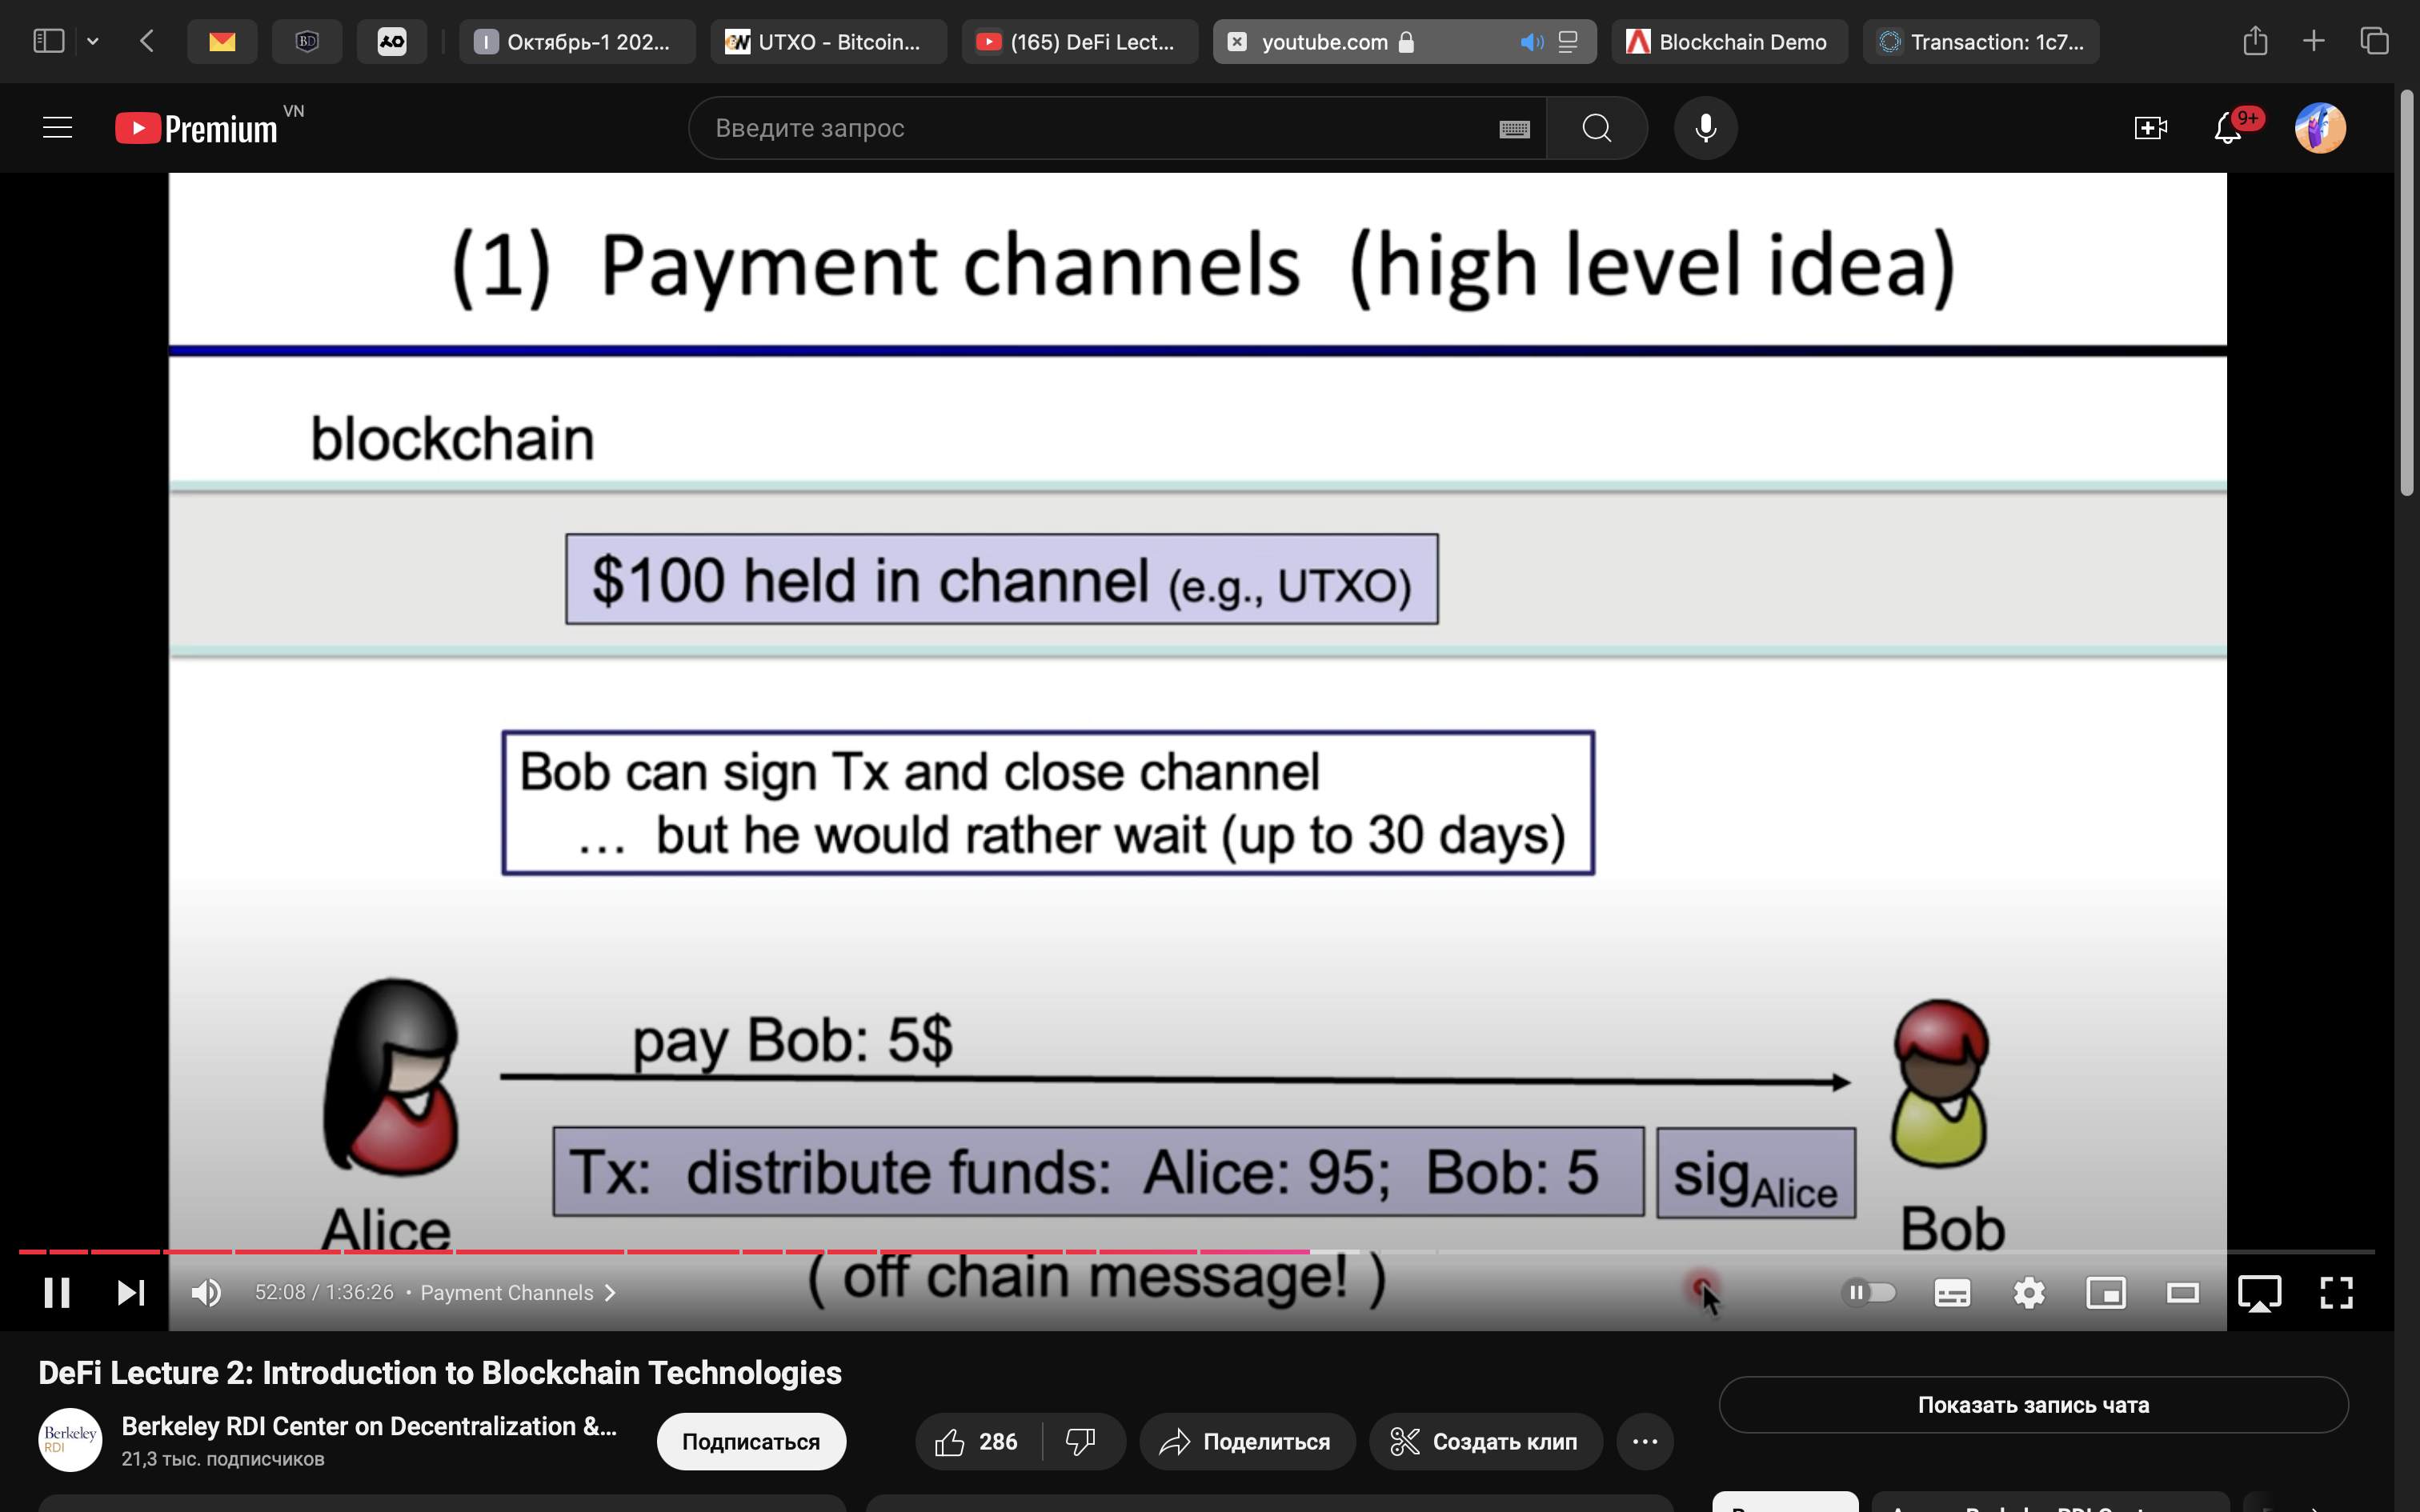 Октябрь-1 202...
UTXO - Bitcoin...
(165) DeFi Lect...
youtube.com
Blockchain Demo
Transaction: 1c7...
BD
Premium VN
Введите запрос
9+
(1) Payment channels (high level idea)
blockchain
$100 held in channel (e.g., UTXO)
Bob can sign Tx and close channel
... but he would rather wait (up to 30 days)
pay Bob: 5$
Tx: distribute funds: Alice: 95; Bob: 5
sigAlice
Alice
Bob
( off chain message! )
52:08 / 1:36:26 • Payment Channels
DeFi Lecture 2: Introduction to Blockchain Technologies
Показать запись чата
Berkeley RDI
Berkeley RDI Center on Decentralization &...
21,3 тыс. подписчиков
Подписаться
286
Поделиться
Создать клип